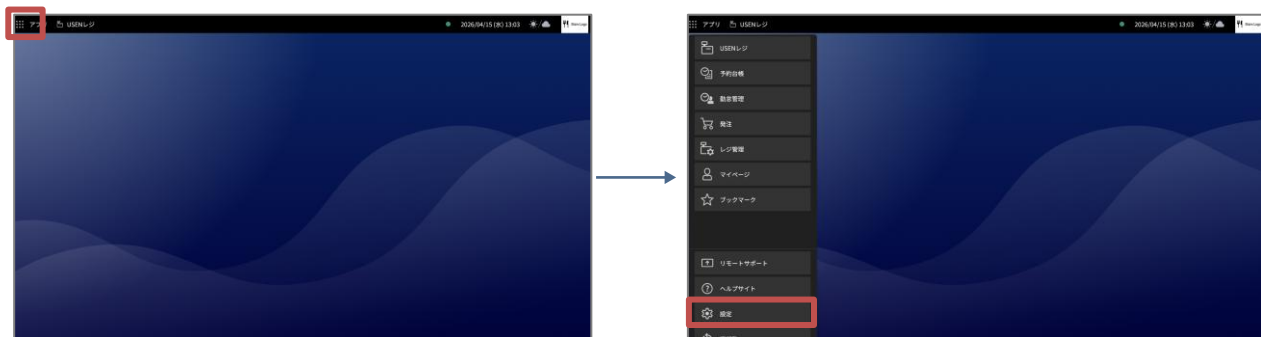 アプリ USENレジ 2026/04/15 (水) 13:03
アプリ USENレジ 2026/04/15 (水) 13:03
USENレジ
予約台帳
勤怠管理
発注
レジ管理
マイページ
ブックマーク
リモートサポート
ヘルプサイト
設定